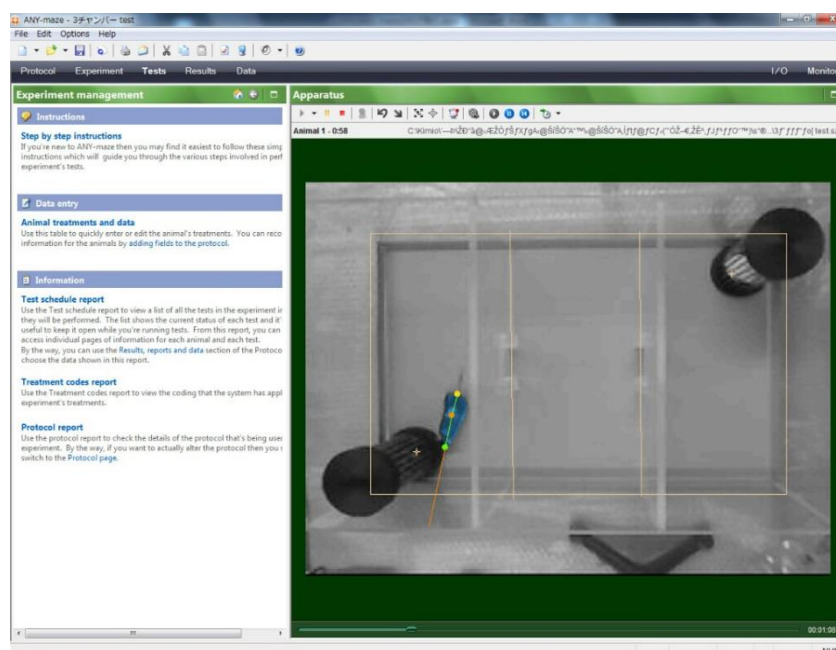 ANY-maze - 3チャンバー test
File Edit Options Help
Protocol Experiment Tests Results Data I/O Monito
Experiment management
Instructions
Step by step instructions
If you're new to ANY-maze then you may find it easiest to follow these simp
instructions which will guide you through the various steps involved in perf
experiment's tests.
Data entry
Animal treatments and data
Use this table to quickly enter or edit the animal's treatments. You can reco
information for the animals by adding fields to the protocol.
Information
Test schedule report
Use the Test schedule report to view a list of all the tests in the experiment in
they will be performed. The list shows the current status of each test and it'
useful to keep it open while you're running tests. From this report, you can
access individual pages of information for each animal and each test.
By the way, you can use the Results, reports and data section of the Protoco
choose the data shown in this report.
Treatment codes report
Use the Treatment codes report to view the coding that the system has appl
experiment's treatments.
Protocol report
Use the protocol report to check the details of the protocol that's being used
experiment. By the way, if you want to actually alter the protocol then you s
switch to the Protocol page.
Apparatus
Animal 1 - 0:58
00:01:08